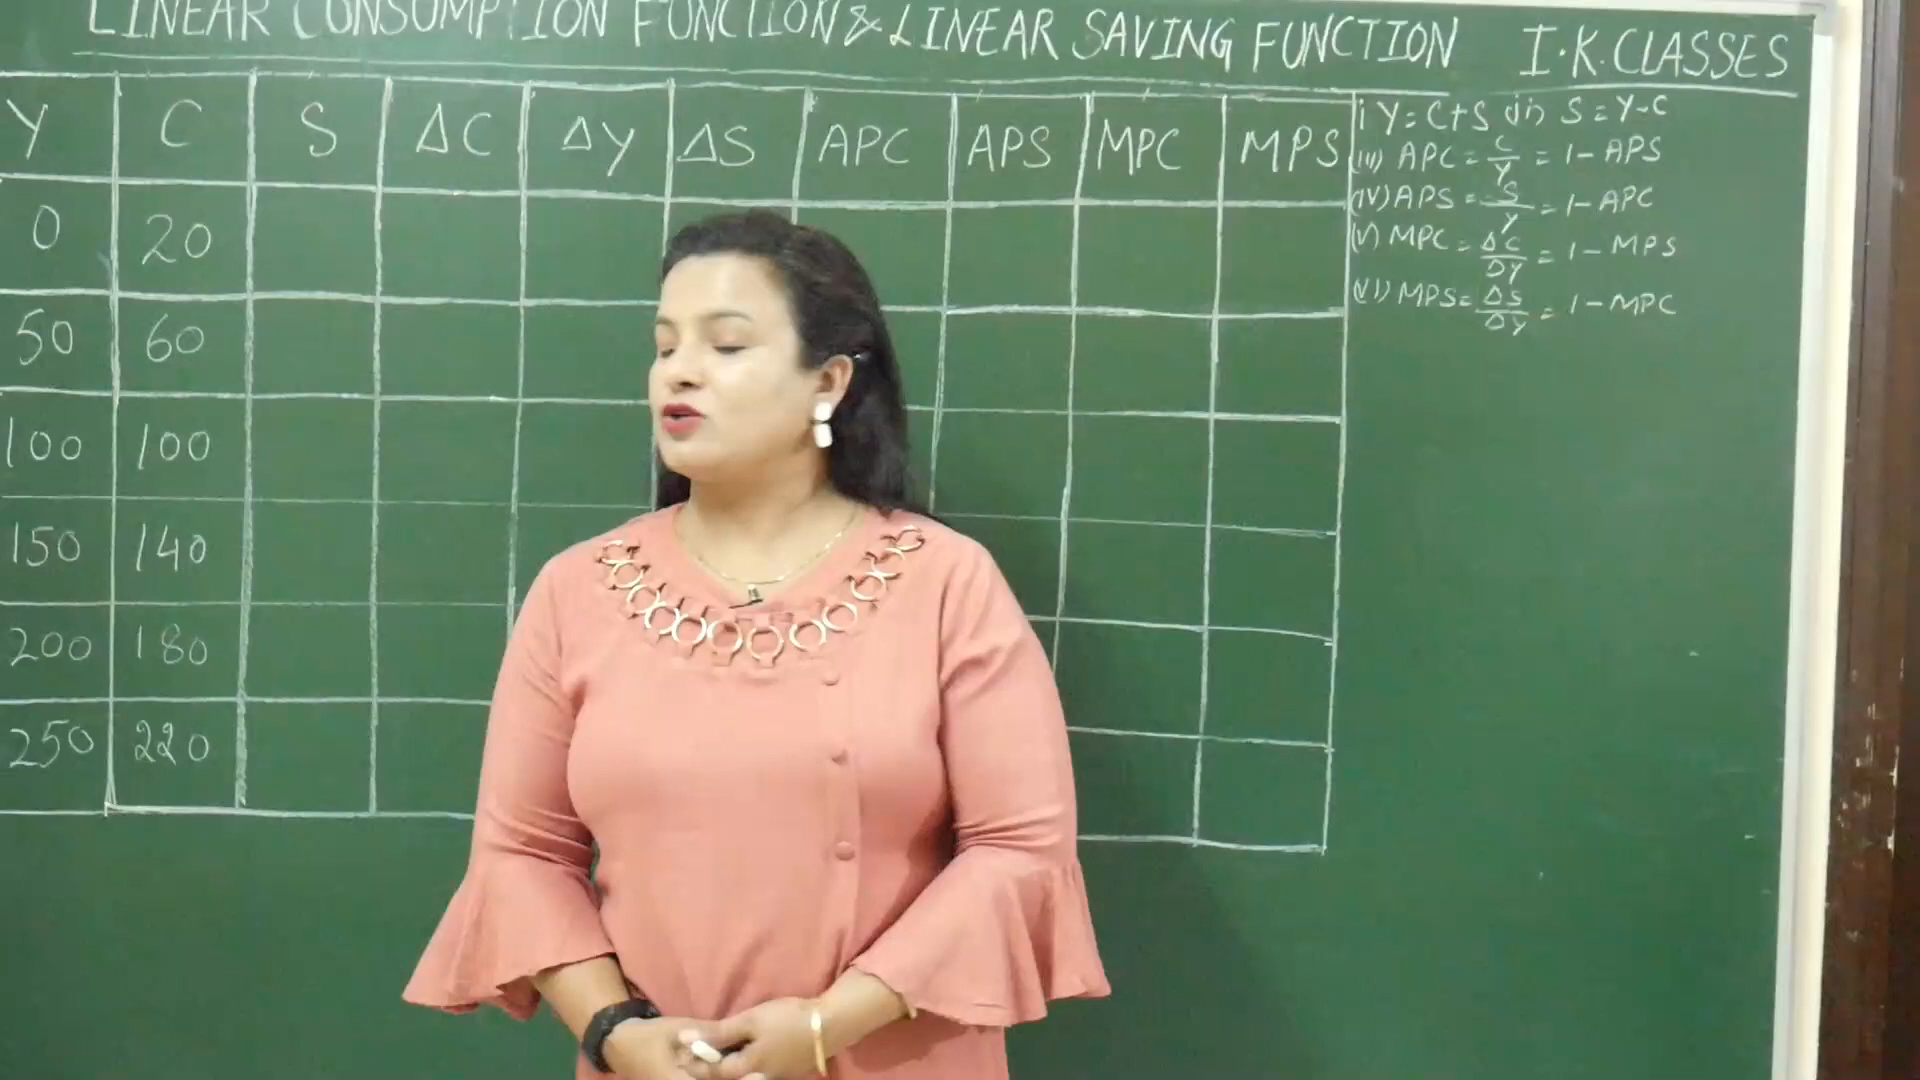 LINEAR CONSUMPTION FUNCTION & LINEAR SAVING FUNCTION I.K.CLASSES
Y C S ΔC ΔY ΔS APC APS MPC MPS
0 20
50 60
100 100
150 140
200 180
250 220
i Y = C+S (ii) S = Y-C
(iii) APC = C/Y = 1 - APS
(iv) APS = S/Y = 1 - APC
(v) MPC = ΔC/ΔY = 1 - MPS
(vi) MPS = ΔS/ΔY = 1 - MPC